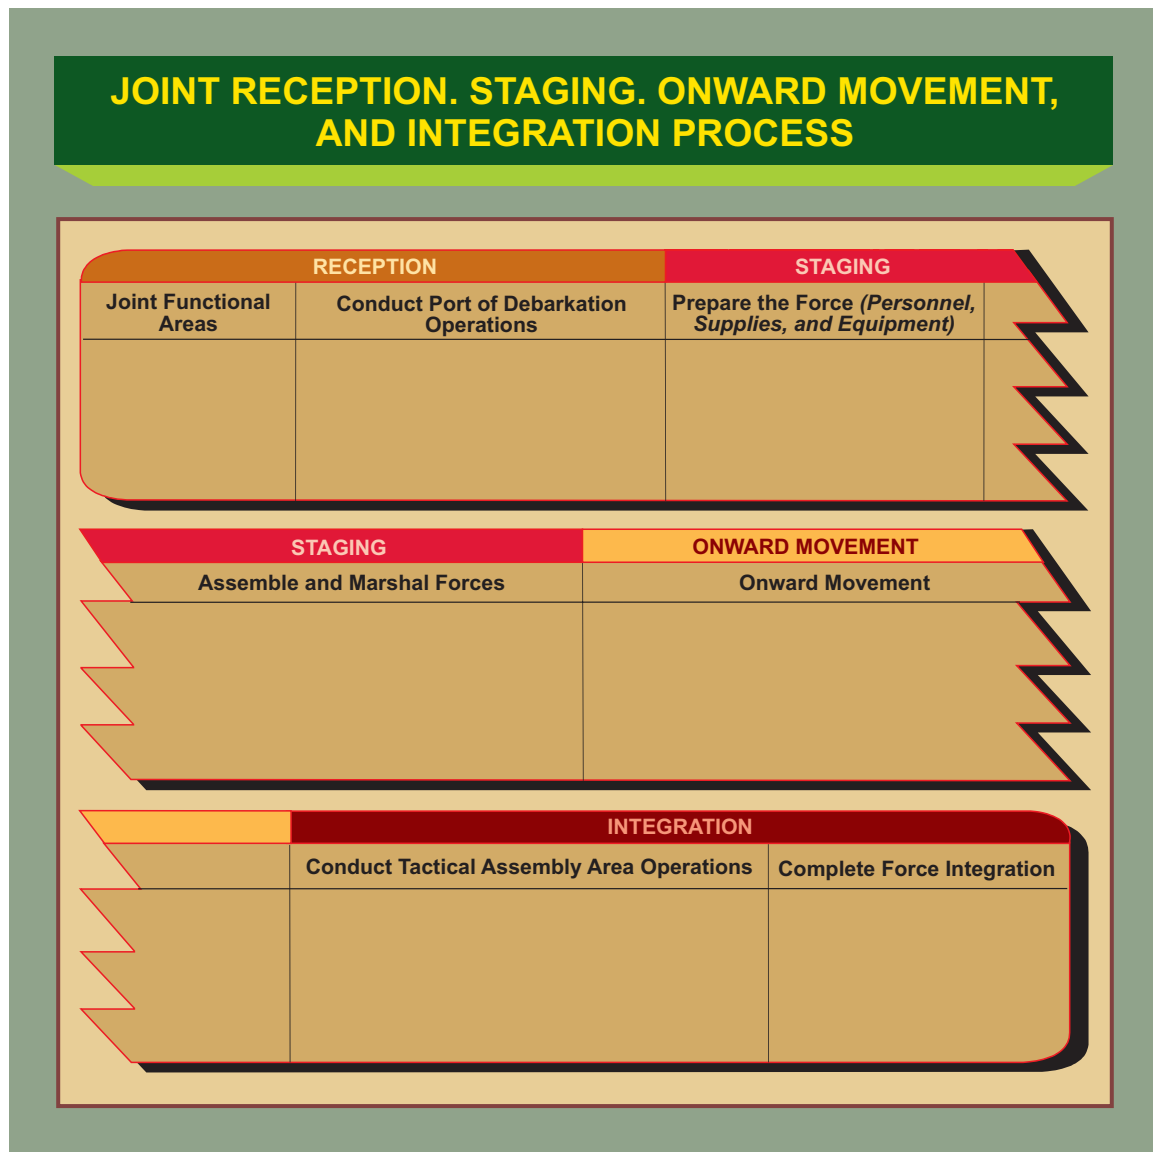 JOINT RECEPTION. STAGING. ONWARD MOVEMENT,
AND INTEGRATION PROCESS
RECEPTION
STAGING
Joint Functional
Areas
Conduct Port of Debarkation
Operations
Prepare the Force (Personnel,
Supplies, and Equipment)
STAGING
ONWARD MOVEMENT
Assemble and Marshal Forces
Onward Movement
INTEGRATION
Conduct Tactical Assembly Area Operations
Complete Force Integration